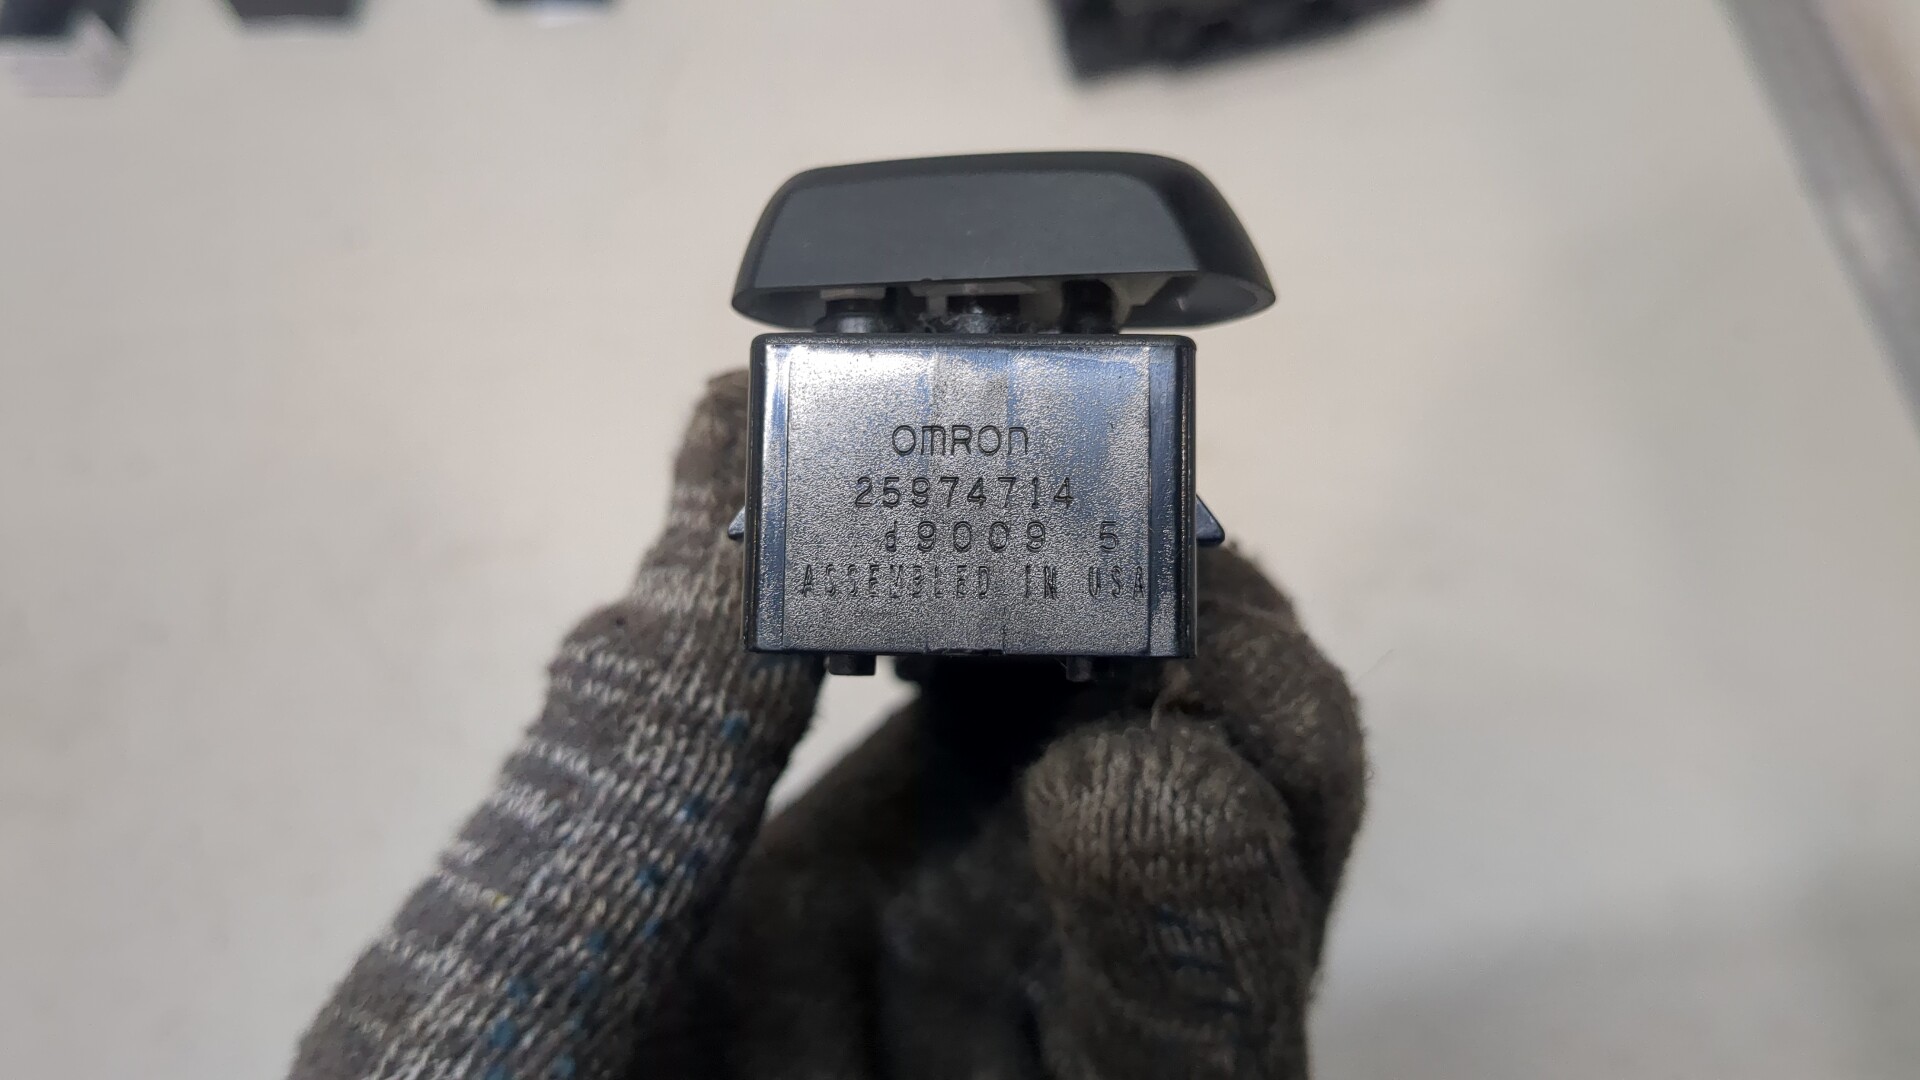 OMRON
25974714
d9009 5
ASSEMBLED IN USA